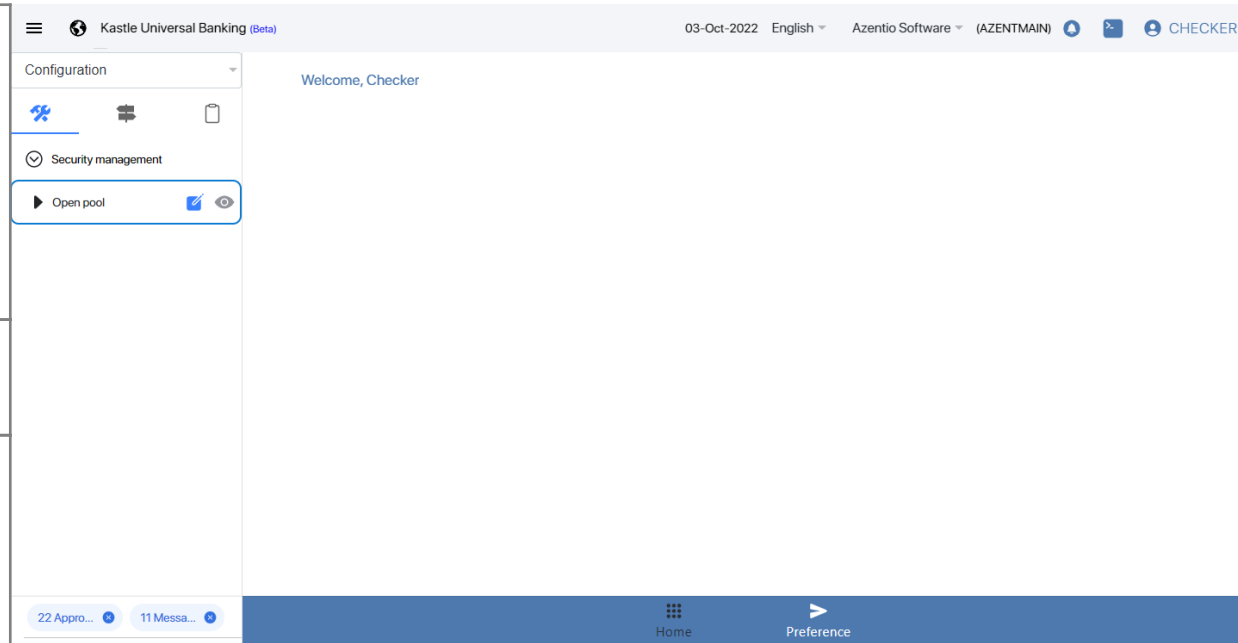 Kastle Universal Banking (Beta)
03-Oct-2022 English Azentio Software (AZENTMAIN) CHECKER
Configuration
Welcome, Checker
Security management
Open pool
22 Appro... 11 Messa...
Home Preference